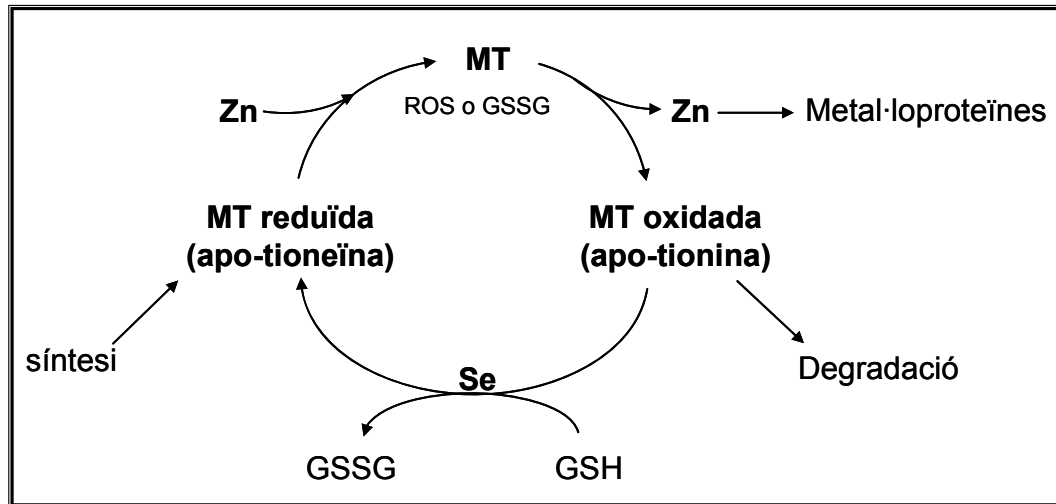 MT
Zn
ROS o GSSG
Zn
Metal·loproteïnes
MT reduïda
(apo-tioneïna)
MT oxidada
(apo-tionina)
síntesi
Se
Degradació
GSSG
GSH